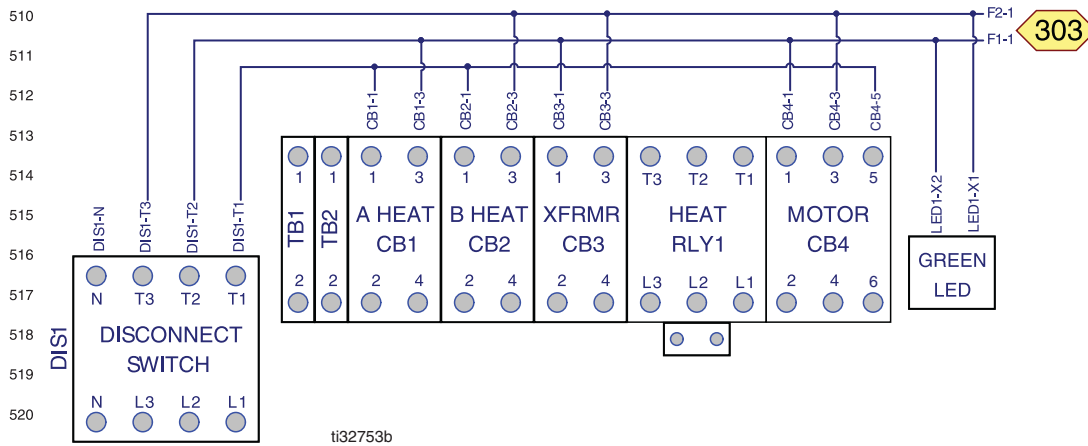 510
511
512
513
514
515
516
517
518
519
520
F2-1
F1-1
303
CB1-1
CB1-3
CB2-1
CB2-3
CB3-1
CB3-3
CB4-1
CB4-3
CB4-5
DIS1-N
DIS1-T3
DIS1-T2
DIS1-T1
LED1-X2
LED1-X1
1 1 1 3 1 3 1 3 T3 T2 T1 1 3 5
TB1
TB2
A HEAT
CB1
B HEAT
CB2
XFRMR
CB3
HEAT
RLY1
MOTOR
CB4
2 2 2 4 2 4 2 4 L3 L2 L1 2 4 6
GREEN
LED
DIS1
N T3 T2 T1
DISCONNECT
SWITCH
N L3 L2 L1
ti32753b